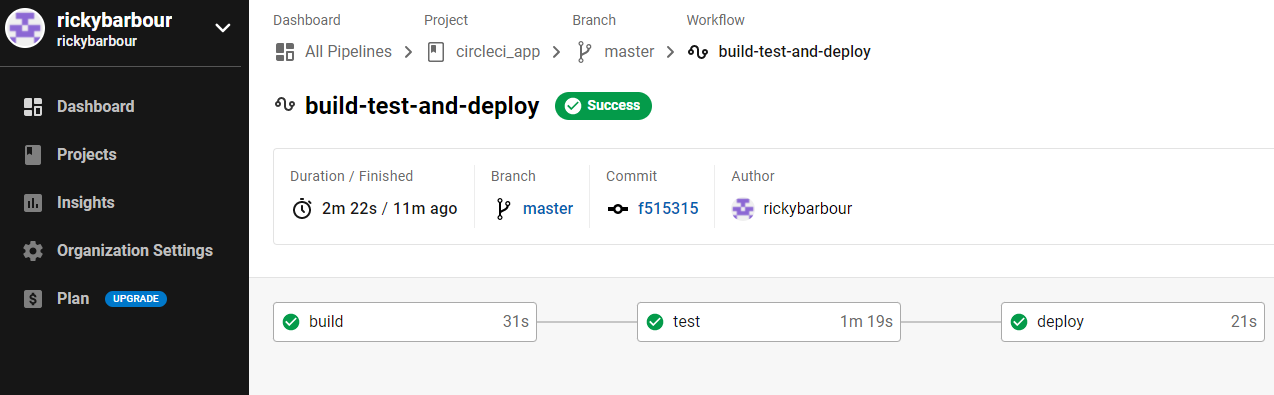 rickybarbour
rickybarbour
Dashboard
Projects
Insights
Organization Settings
Plan UPGRADE
Dashboard Project Branch Workflow
All Pipelines circleci_app master build-test-and-deploy
build-test-and-deploy Success
Duration / Finished Branch Commit Author
2m 22s / 11m ago master f515315 rickybarbour
build 31s test 1m 19s deploy 21s